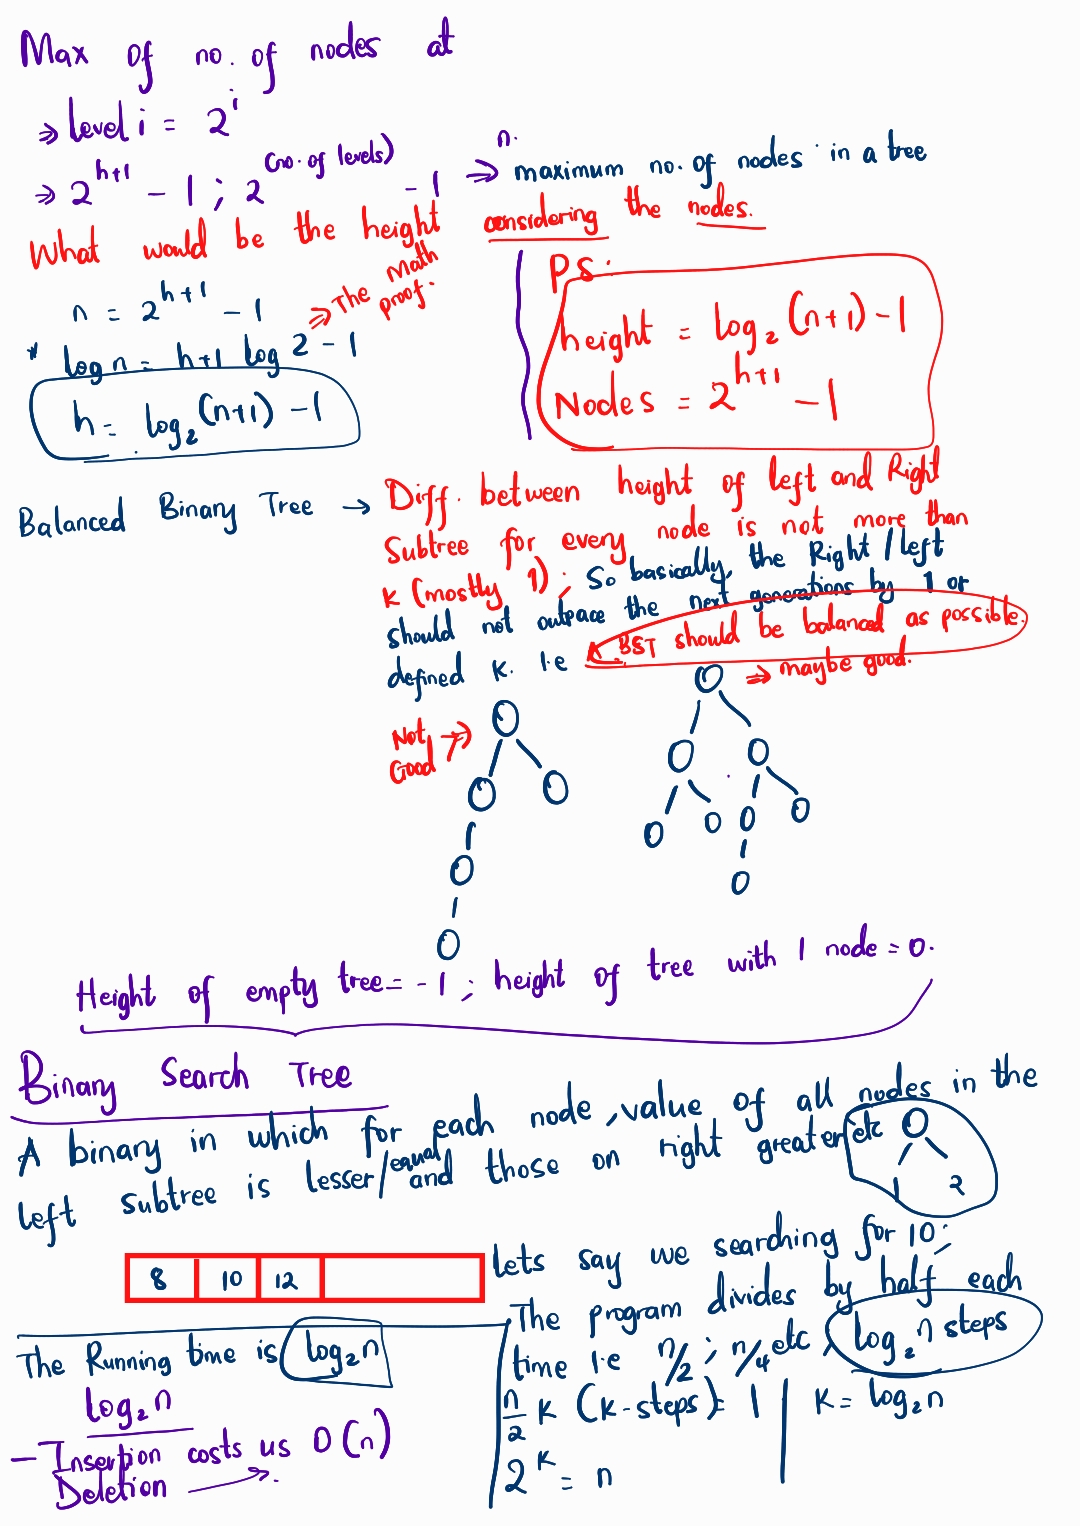 Max of no. of nodes at
⇒ level i = 2^i
⇒ 2^(h+1) - 1 ; 2^(no. of levels) - 1 ⇒ n. maximum no. of nodes in a tree
What would be the height considering the nodes.
n = 2^(h+1) - 1 ⇒ The math proof.
* log n = h+1 log 2 - 1
h = log₂(n+1) - 1
PS:
height = log₂(n+1) - 1
Nodes = 2^(h+1) - 1
Balanced Binary Tree → Diff. between height of left and Right
Subtree for every node is not more than
k (mostly 1); So basically, the Right / left
should not outpace the next generations by 1 or
defined k. i.e A BST should be balanced as possible.
⇒ maybe good.
Not Good ⇒
Height of empty tree = -1 ; height of tree with 1 node = 0.
Binary Search Tree
A binary in which for each node, value of all nodes in the
left subtree is lesser/equal and those on right greater etc
1 2
8 10 12
lets say we searching for 10;
The program divides by half each
time i.e n/2 ; n/4 etc, log₂ n steps
n/2 k (k-steps) = 1 | k = log₂n
2^k = n
The Running time is log₂n
log₂n
- Insertion costs us O(n)
Deletion →